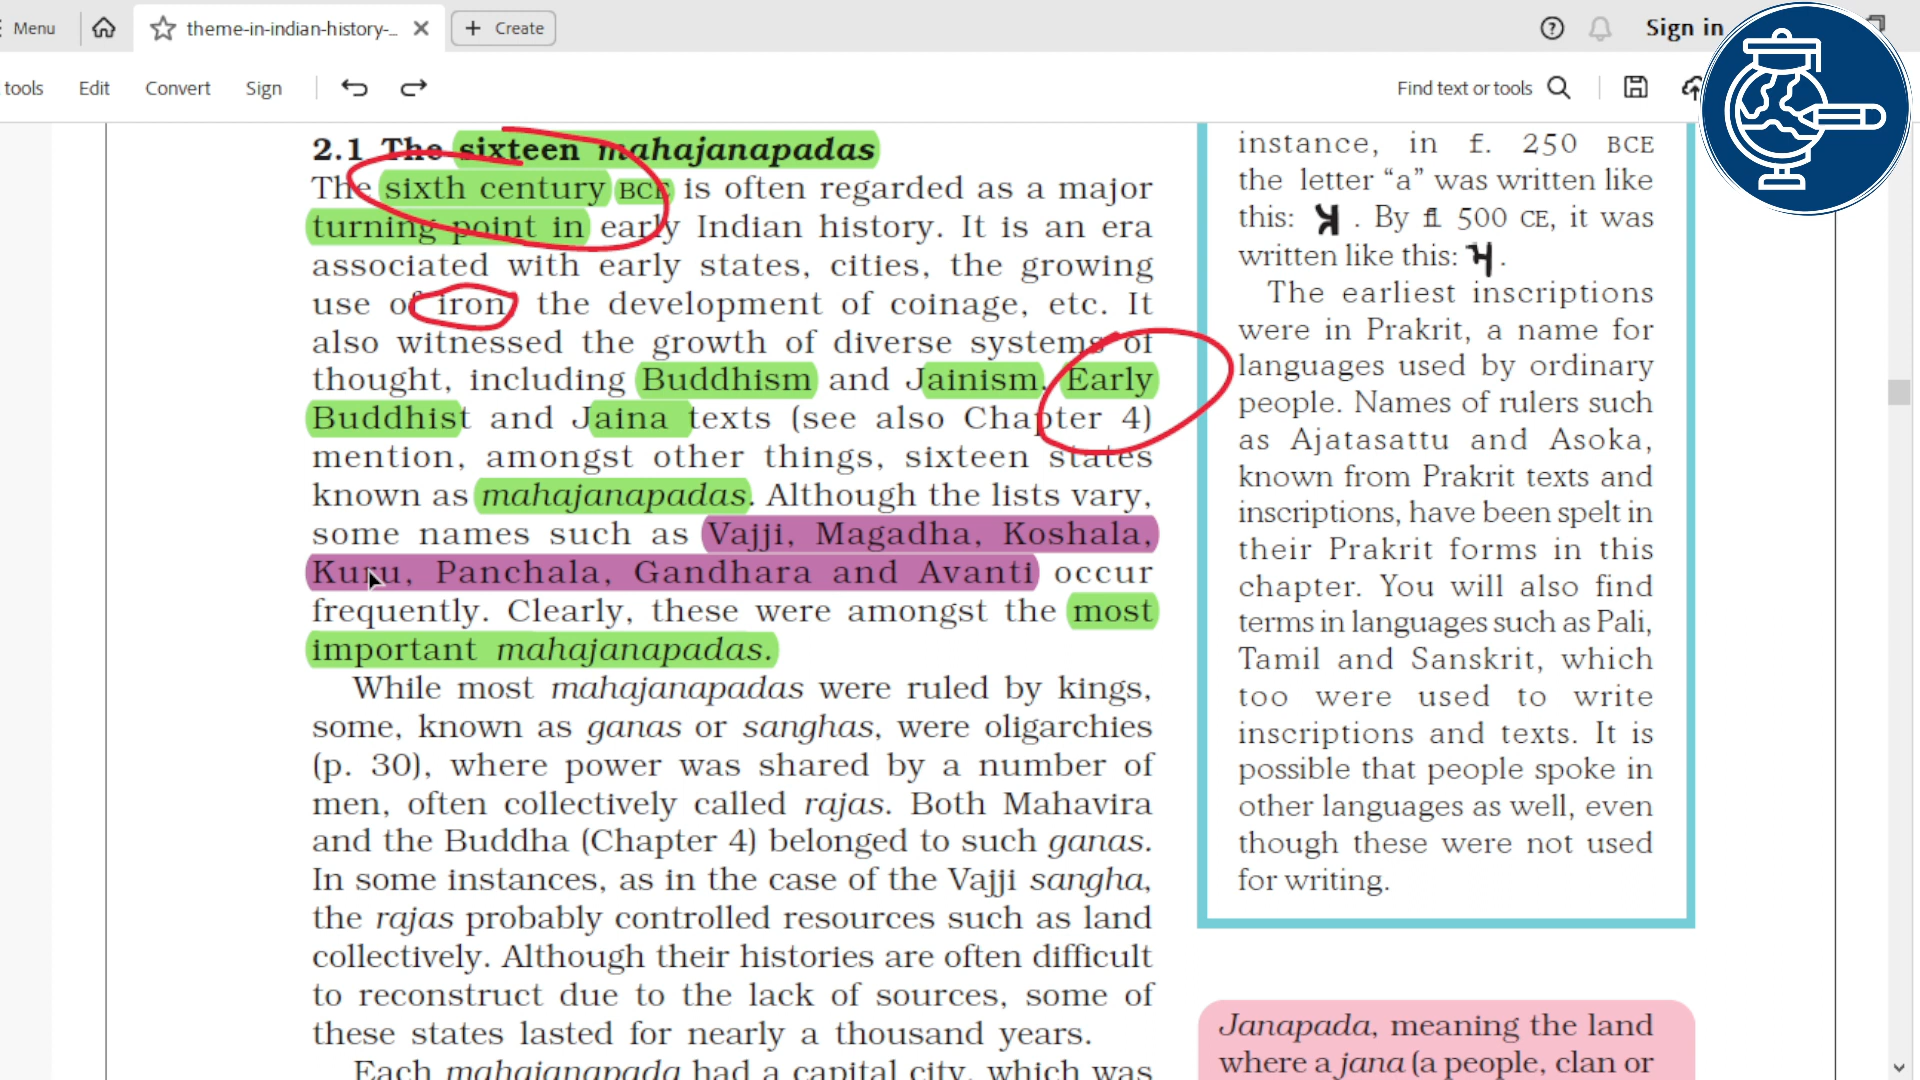 Menu
theme-in-indian-history-...
Create
Sign in
tools
Edit
Convert
Sign
Find text or tools
2.1 The sixteen mahajanapadas
The sixth century BCE is often regarded as a major
turning point in early Indian history. It is an era
associated with early states, cities, the growing
use of iron, the development of coinage, etc. It
also witnessed the growth of diverse systems of
thought, including Buddhism and Jainism. Early
Buddhist and Jaina texts (see also Chapter 4)
mention, amongst other things, sixteen states
known as mahajanapadas. Although the lists vary,
some names such as Vajji, Magadha, Koshala,
Kuru, Panchala, Gandhara and Avanti occur
frequently. Clearly, these were amongst the most
important mahajanapadas.
While most mahajanapadas were ruled by kings,
some, known as ganas or sanghas, were oligarchies
(p. 30), where power was shared by a number of
men, often collectively called rajas. Both Mahavira
and the Buddha (Chapter 4) belonged to such ganas.
In some instances, as in the case of the Vajji sangha,
the rajas probably controlled resources such as land
collectively. Although their histories are often difficult
to reconstruct due to the lack of sources, some of
these states lasted for nearly a thousand years.
Each mahajanapada had a capital city, which was
instance, in f. 250 BCE
the letter “a” was written like
this: 𑀅 . By fl 500 CE, it was
written like this: .
The earliest inscriptions
were in Prakrit, a name for
languages used by ordinary
people. Names of rulers such
as Ajatasattu and Asoka,
known from Prakrit texts and
inscriptions, have been spelt in
their Prakrit forms in this
chapter. You will also find
terms in languages such as Pali,
Tamil and Sanskrit, which
too were used to write
inscriptions and texts. It is
possible that people spoke in
other languages as well, even
though these were not used
for writing.
Janapada, meaning the land
where a jana (a people, clan or